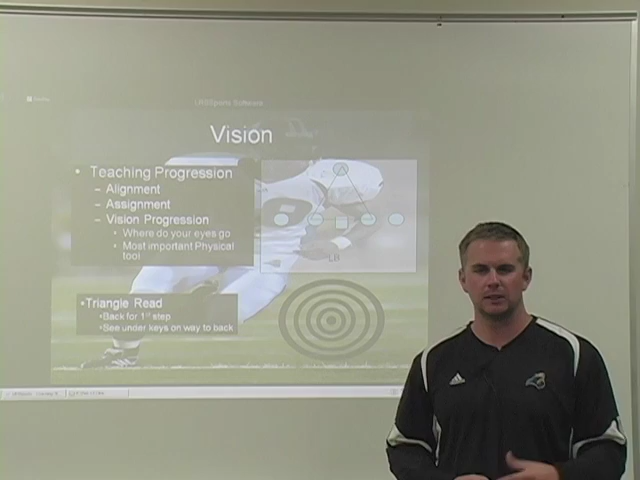 Vision
• Teaching Progression
– Alignment
– Assignment
– Vision Progression
• Where do your eyes go
• Most important Physical
tool
LB
•Triangle Read
•Back for 1st step
•See under keys on way to back